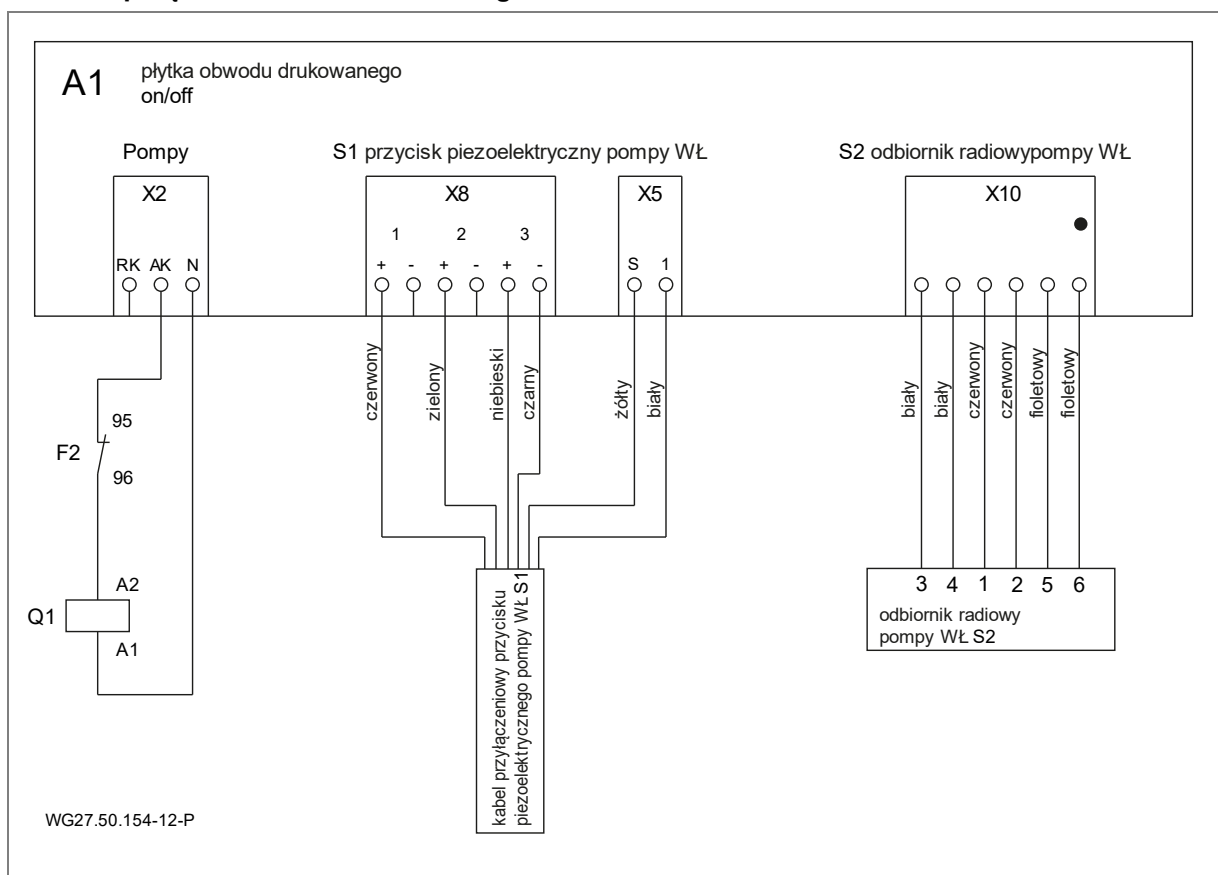 A1
płytka obwodu drukowanego
on/off
Pompy
S1 przycisk piezoelektryczny pompy WŁ
S2 odbiornik radiowypompy WŁ
X2
X8
X5
X10
1 2 3
RK AK N
+ - + - + -
S 1
czerwony
zielony
niebieski
czarny
żółty
biały
biały
biały
czerwony
czerwony
fioletowy
fioletowy
95
F2
96
A2
Q1
A1
kabel przyłączeniowy przycisku
piezoelektrycznego pompy WŁ S1
3 4 1 2 5 6
odbiornik radiowy
pompy WŁ S2
WG27.50.154-12-P